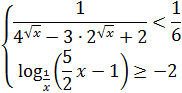 { 1/(4^√x − 3 · 2^√x + 2) < 1/6
log_{1/x}(5/2 x − 1) ≥ −2